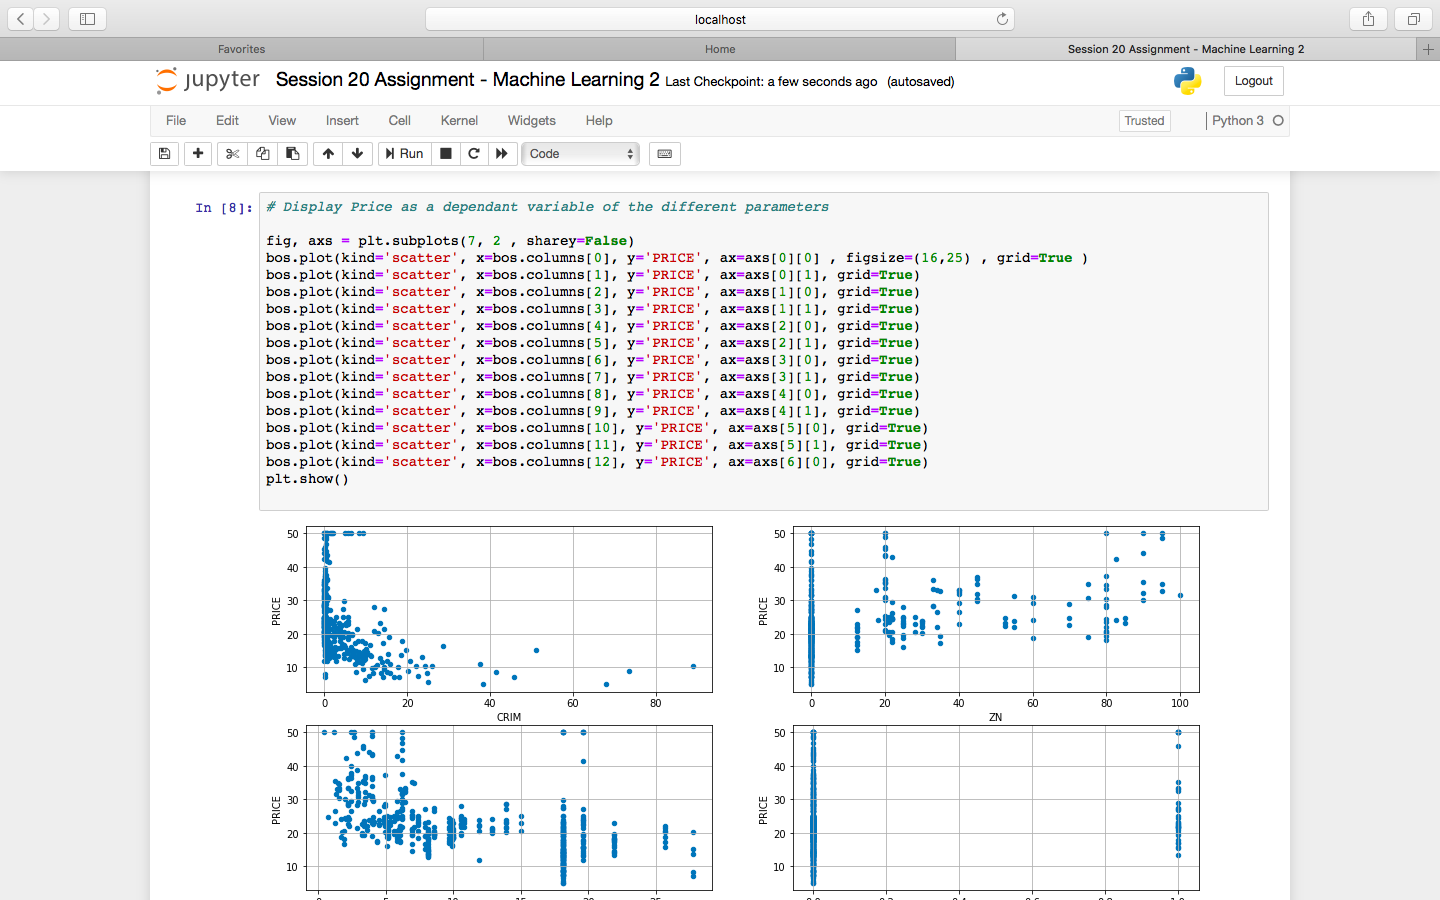 localhost
Favorites
Home
Session 20 Assignment - Machine Learning 2
+
jupyter
Session 20 Assignment - Machine Learning 2 Last Checkpoint: a few seconds ago (autosaved)
Logout
File Edit View Insert Cell Kernel Widgets Help
Trusted
Python 3
Run
Code
In [8]:
# Display Price as a dependant variable of the different parameters
fig, axs = plt.subplots(7, 2 , sharey=False)
bos.plot(kind='scatter', x=bos.columns[0], y='PRICE', ax=axs[0][0] , figsize=(16,25) , grid=True )
bos.plot(kind='scatter', x=bos.columns[1], y='PRICE', ax=axs[0][1], grid=True)
bos.plot(kind='scatter', x=bos.columns[2], y='PRICE', ax=axs[1][0], grid=True)
bos.plot(kind='scatter', x=bos.columns[3], y='PRICE', ax=axs[1][1], grid=True)
bos.plot(kind='scatter', x=bos.columns[4], y='PRICE', ax=axs[2][0], grid=True)
bos.plot(kind='scatter', x=bos.columns[5], y='PRICE', ax=axs[2][1], grid=True)
bos.plot(kind='scatter', x=bos.columns[6], y='PRICE', ax=axs[3][0], grid=True)
bos.plot(kind='scatter', x=bos.columns[7], y='PRICE', ax=axs[3][1], grid=True)
bos.plot(kind='scatter', x=bos.columns[8], y='PRICE', ax=axs[4][0], grid=True)
bos.plot(kind='scatter', x=bos.columns[9], y='PRICE', ax=axs[4][1], grid=True)
bos.plot(kind='scatter', x=bos.columns[10], y='PRICE', ax=axs[5][0], grid=True)
bos.plot(kind='scatter', x=bos.columns[11], y='PRICE', ax=axs[5][1], grid=True)
bos.plot(kind='scatter', x=bos.columns[12], y='PRICE', ax=axs[6][0], grid=True)
plt.show()
50
40
30
20
10
PRICE
0 20 40 60 80
CRIM
50
40
30
20
10
PRICE
0 20 40 60 80 100
ZN
50
40
30
20
10
PRICE
50
40
30
20
10
PRICE